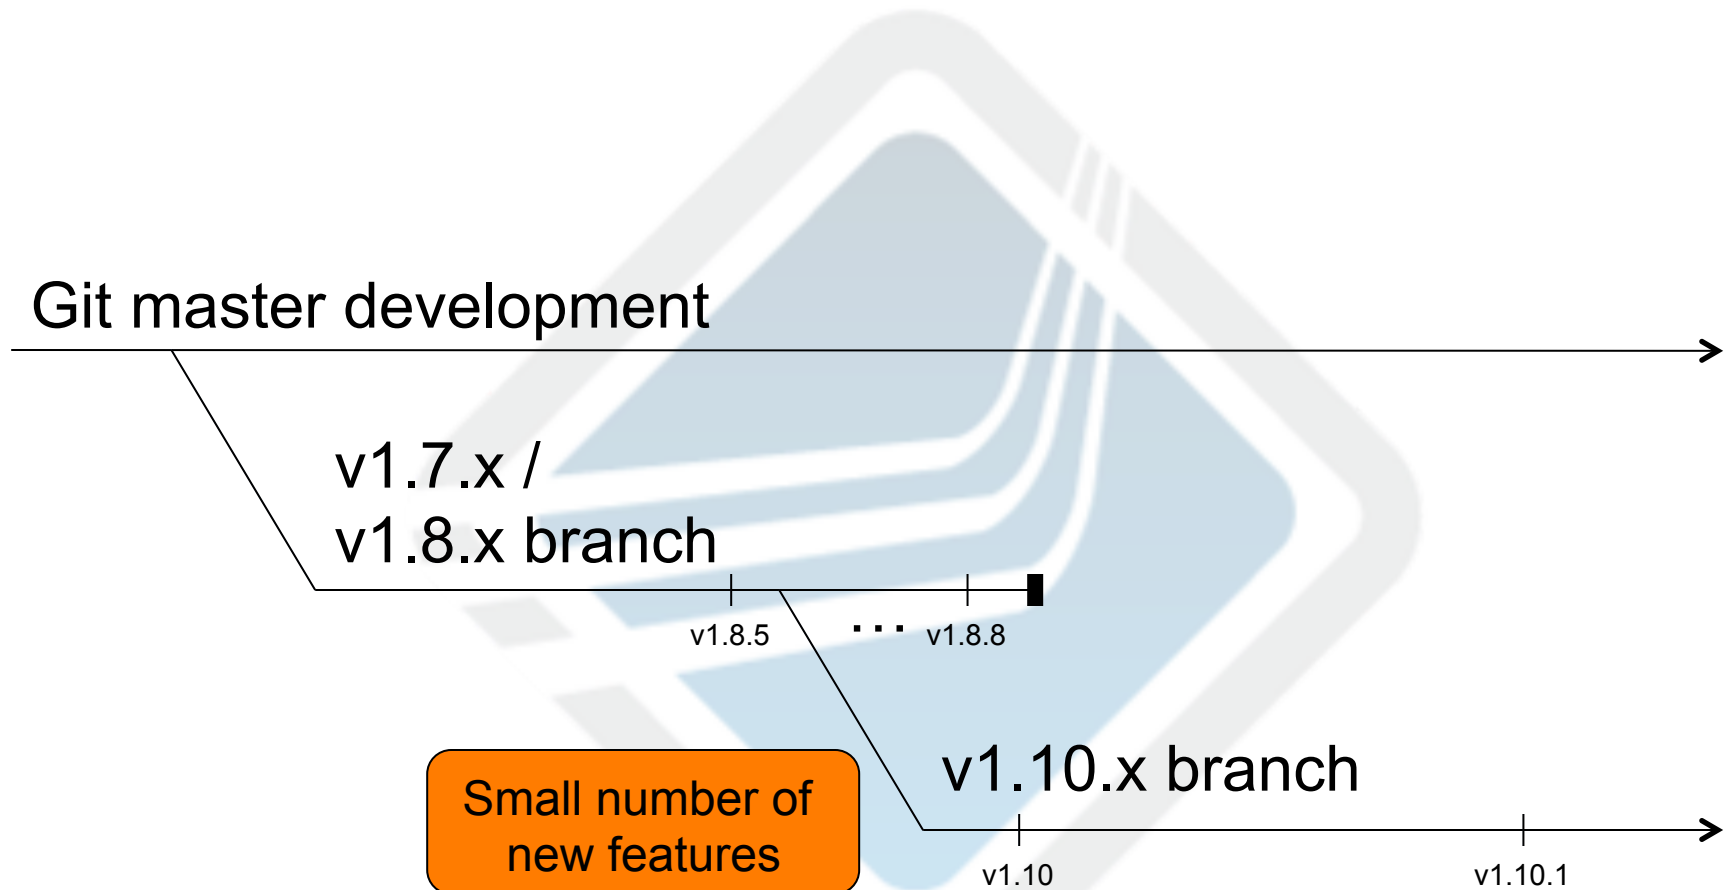 Git master development
v1.7.x /
v1.8.x branch
v1.8.5
...
v1.8.8
Small number of
new features
v1.10.x branch
v1.10
v1.10.1